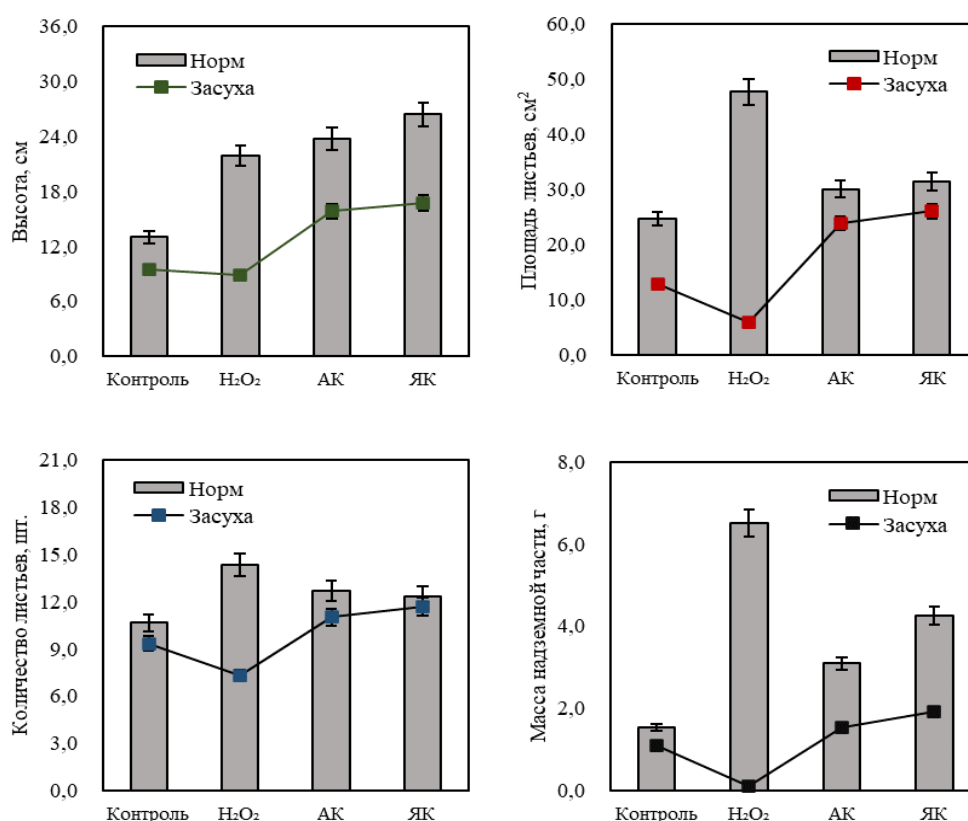 Высота, см
36,0
30,0
24,0
18,0
12,0
6,0
0,0
Норм
Засуха
Контроль H₂O₂ АК ЯК
Площадь листьев, см²
60,0
50,0
40,0
30,0
20,0
10,0
0,0
Норм
Засуха
Контроль H₂O₂ АК ЯК
Количество листьев, шт.
21,0
18,0
15,0
12,0
9,0
6,0
3,0
0,0
Норм
Засуха
Контроль H₂O₂ АК ЯК
Масса надземной части, г
8,0
6,0
4,0
2,0
0,0
Норм
Засуха
Контроль H₂O₂ АК ЯК